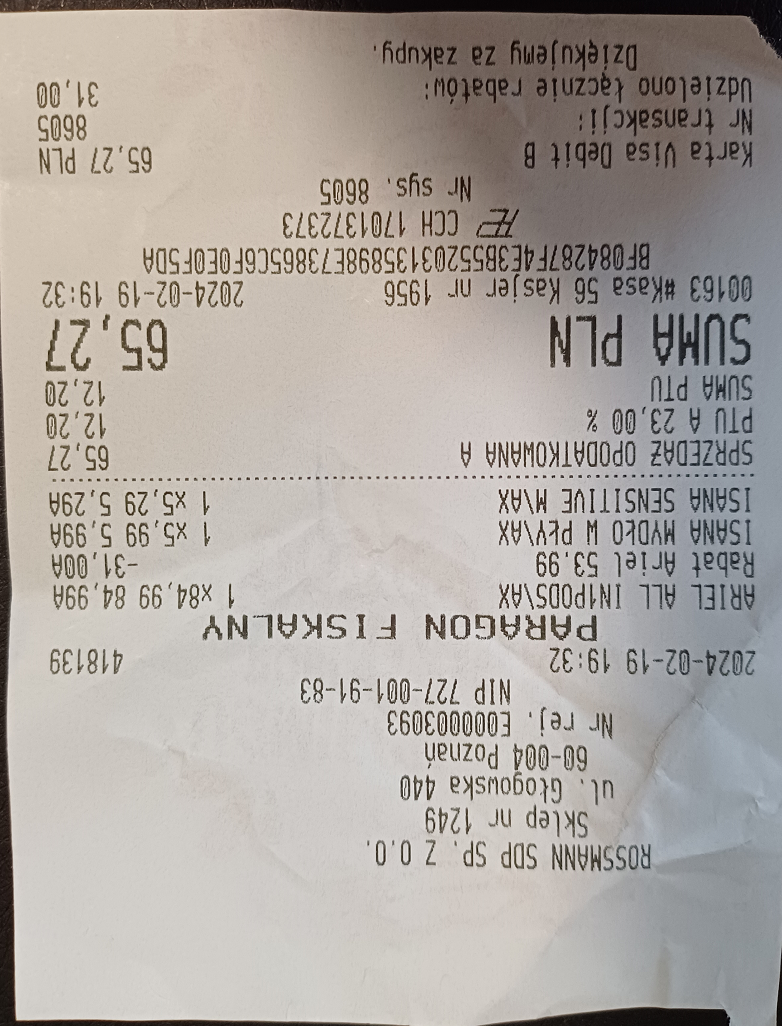 ROSSMANN SDP SP. Z O.O.
Sklep nr 1249
ul. Głogowska 440
60-004 Poznań
Nr rej. E000003093
NIP 727-001-91-83
2024-02-19 19:32 418139
PARAGON FISKALNY
ARIEL ALL IN1PODS\AX 1 x84,99 84,99A
Rabat Ariel 53.99 -31,00A
ISANA MYDŁO W PŁY\AX 1 x5,99 5,99A
ISANA SENSITIVE M\AX 1 x5,29 5,29A
SPRZEDAŻ OPODATKOWANA A 65,27
PTU A 23,00 % 12,20
SUMA PTU 12,20
SUMA PLN 65,27
00163 #Kasa 56 Kasjer nr 1956 2024-02-19 19:32
BF084287F4E3B55203135898E73865C6F0E0F5DA
CCH 1701372373
Nr sys. 8605
Karta Visa Debit B 65,27 PLN
Nr transakcji: 8605
Udzielono łącznie rabatów: 31,00
Dziękujemy za zakupy.